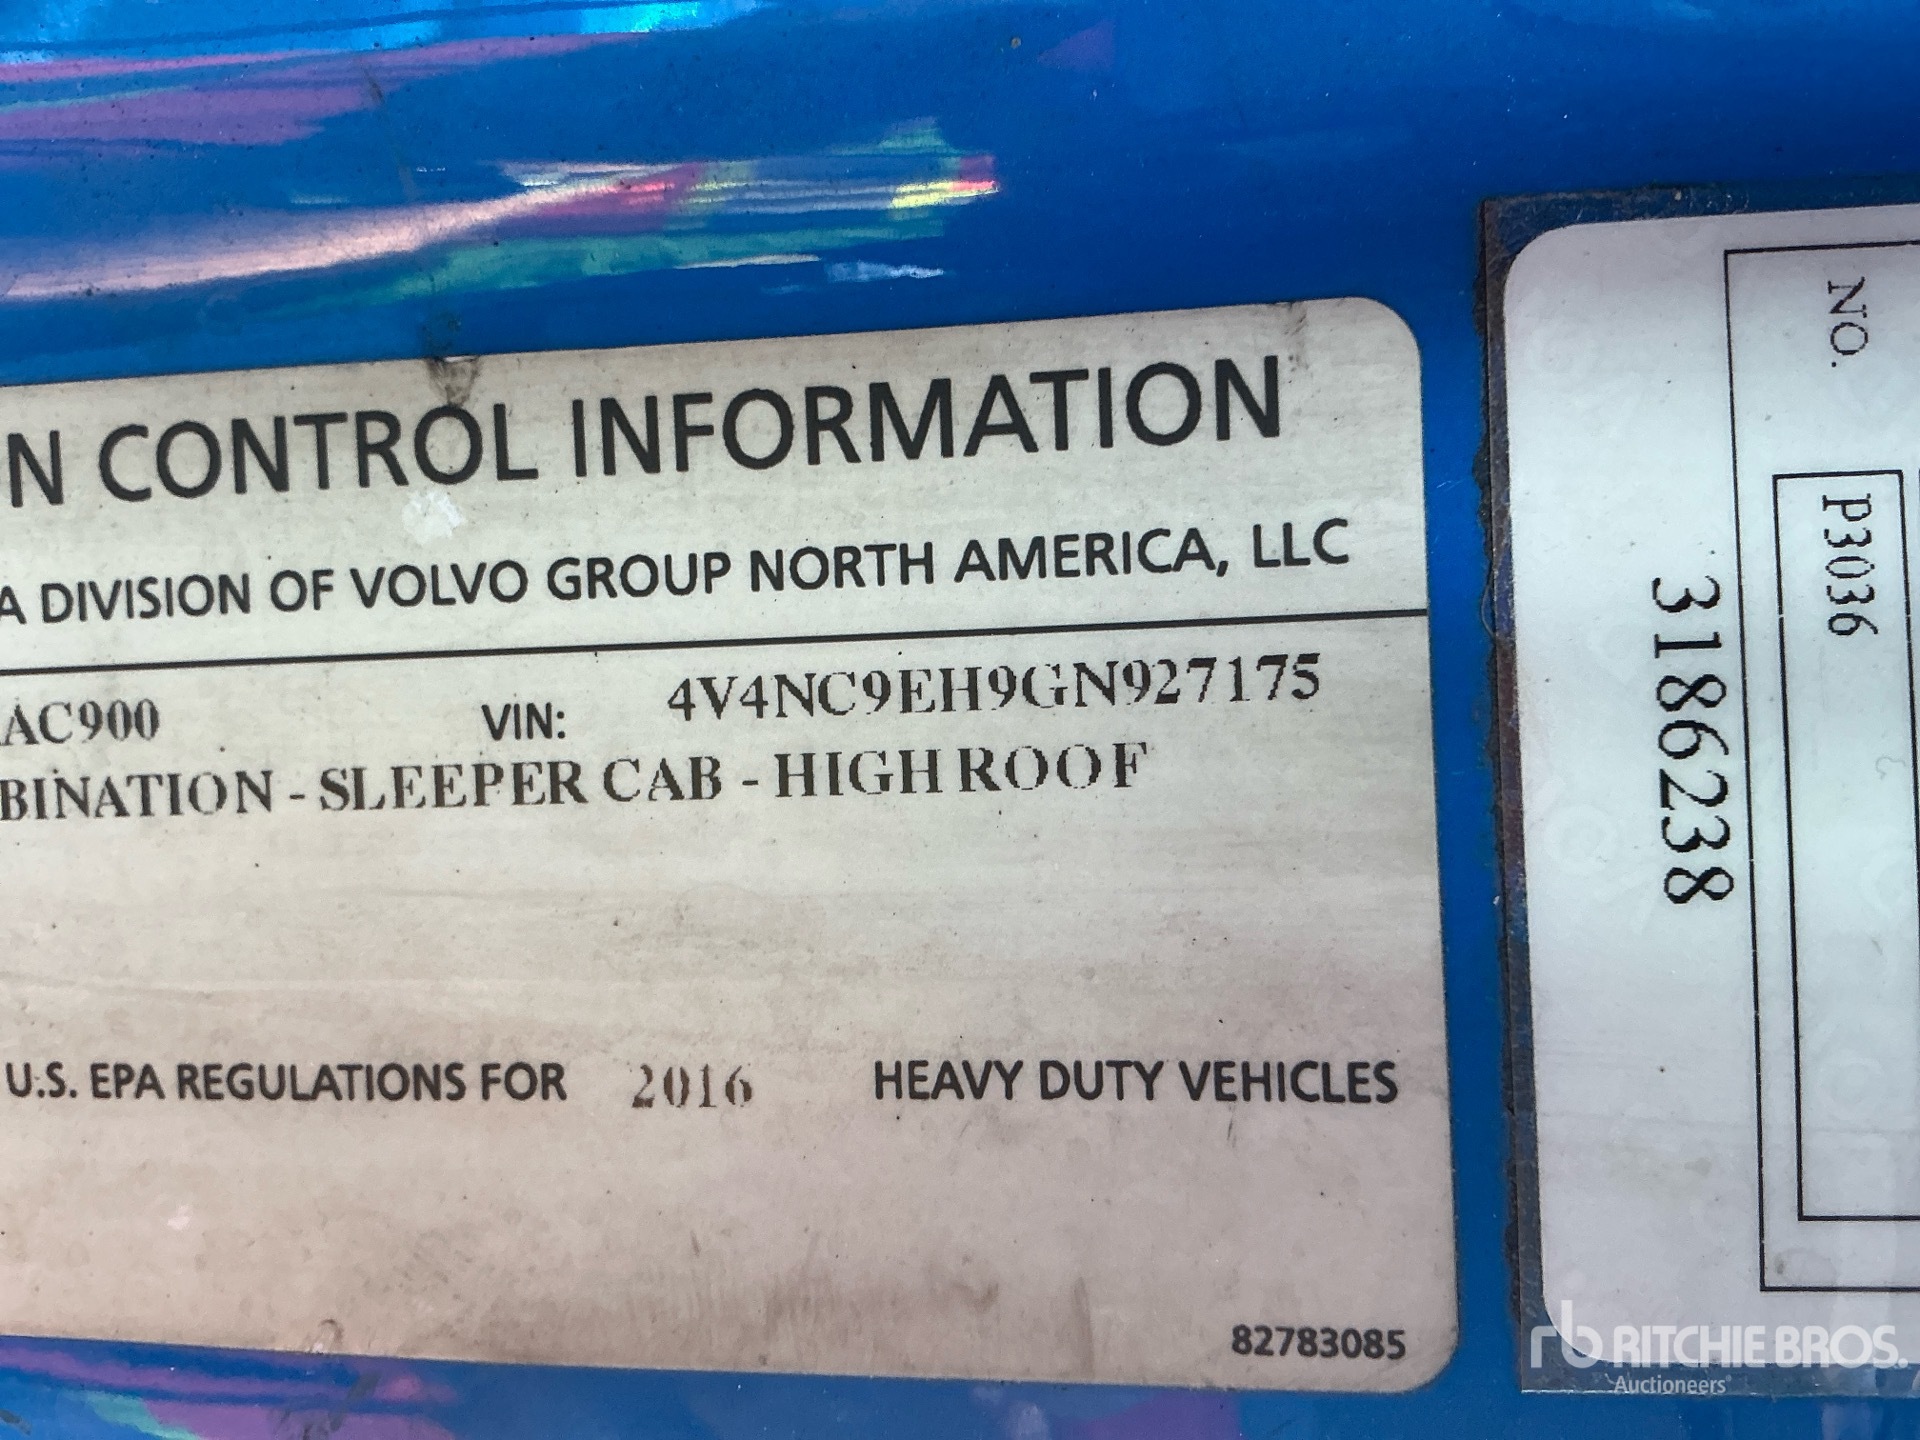 N CONTROL INFORMATION
A DIVISION OF VOLVO GROUP NORTH AMERICA, LLC
AC900 VIN: 4V4NC9EH9GN927175
BINATION - SLEEPER CAB - HIGH ROOF
U.S. EPA REGULATIONS FOR 2016 HEAVY DUTY VEHICLES
82783085
NO.
P3036
3186238
rb RITCHIE BROS.
Auctioneers